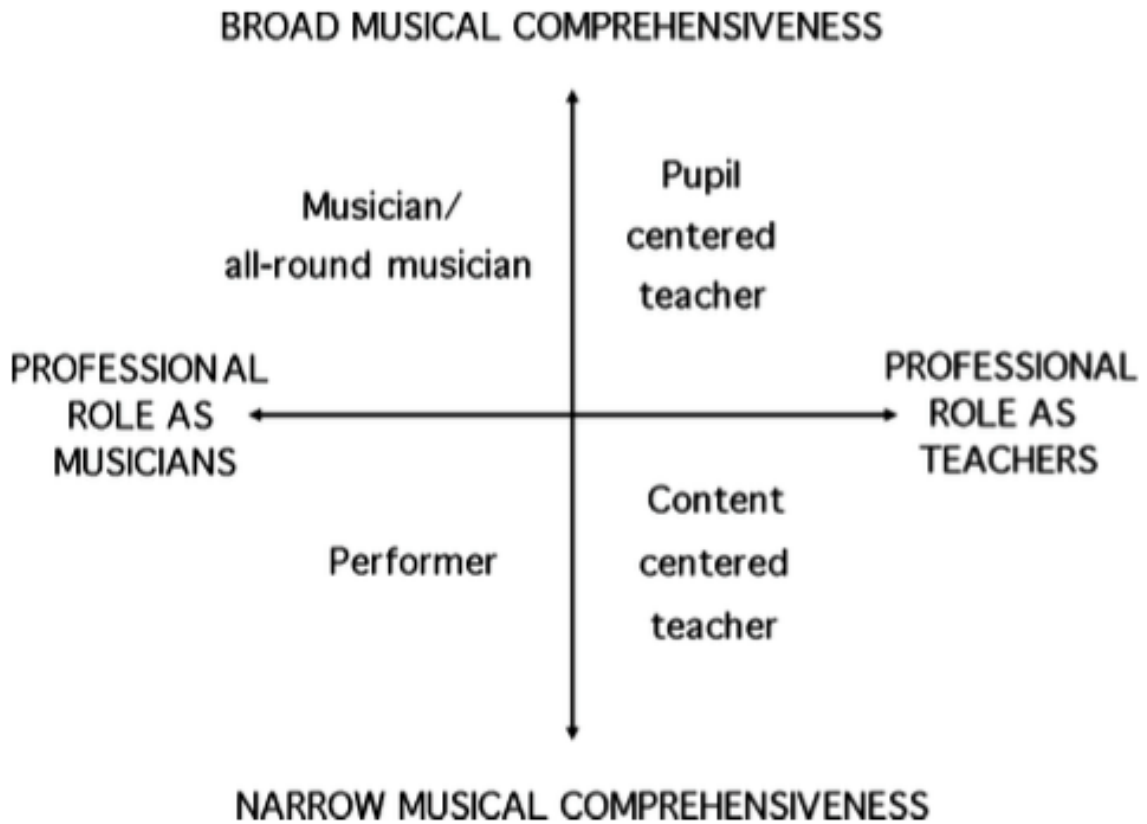 BROAD MUSICAL COMPREHENSIVENESS
Musician/
all-round musician
Pupil
centered
teacher
PROFESSIONAL
ROLE AS
MUSICIANS
PROFESSIONAL
ROLE AS
TEACHERS
Performer
Content
centered
teacher
NARROW MUSICAL COMPREHENSIVENESS